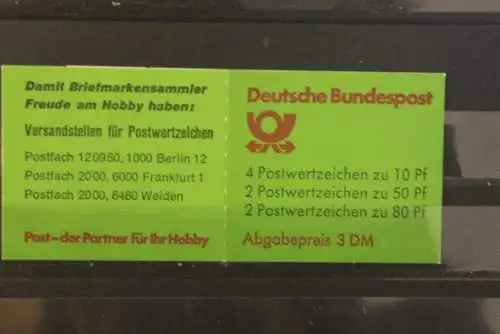 Damit Briefmarkensammler
Freude am Hobby haben:
Versandstellen für Postwertzeichen
Postfach 120950, 1000 Berlin 12
Postfach 2000, 6000 Frankfurt 1
Postfach 2000, 8480 Weiden
Post–der Partner für Ihr Hobby
Deutsche Bundespost
4 Postwertzeichen zu 10 Pf
2 Postwertzeichen zu 50 Pf
2 Postwertzeichen zu 80 Pf
Abgabepreis 3 DM